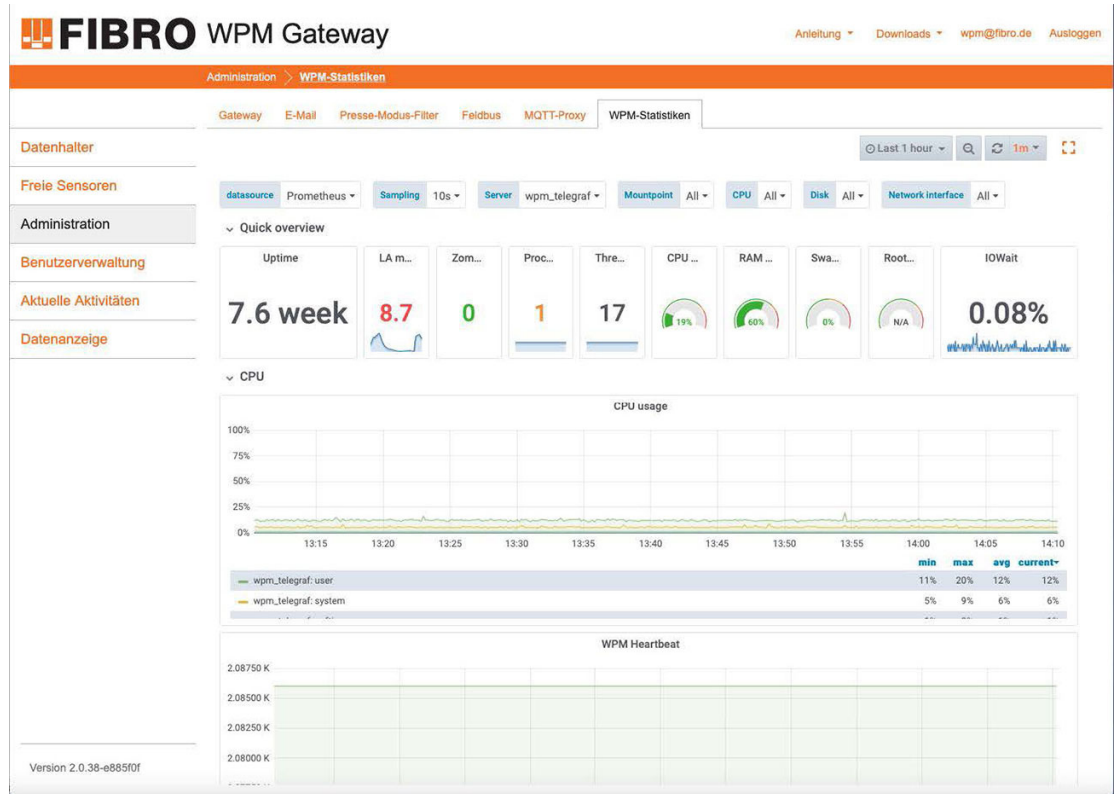 FIBRO WPM Gateway
Anleitung Downloads wpm@fibro.de Ausloggen
Administration WPM-Statistiken
Gateway E-Mail Presse-Modus-Filter Feldbus MQTT-Proxy WPM-Statistiken
Datenhalter
Freie Sensoren
Administration
Benutzerverwaltung
Aktuelle Aktivitäten
Datenanzeige
Last 1 hour 1m
datasource Prometheus Sampling 10s Server wpm_telegraf Mountpoint All CPU All Disk All Network interface All
Quick overview
Uptime LA m... Zom... Proc... Thre... CPU ... RAM ... Swa... Root... IOWait
7.6 week 8.7 0 1 17 19% 60% 0% N/A 0.08%
CPU
CPU usage
100%
75%
50%
25%
0%
13:15 13:20 13:25 13:30 13:35 13:40 13:45 13:50 13:55 14:00 14:05 14:10
min max avg current
wpm_telegraf: user 11% 20% 12% 12%
wpm_telegraf: system 5% 9% 6% 6%
WPM Heartbeat
2.08750 K
2.08500 K
2.08250 K
2.08000 K
Version 2.0.38-e885f0f